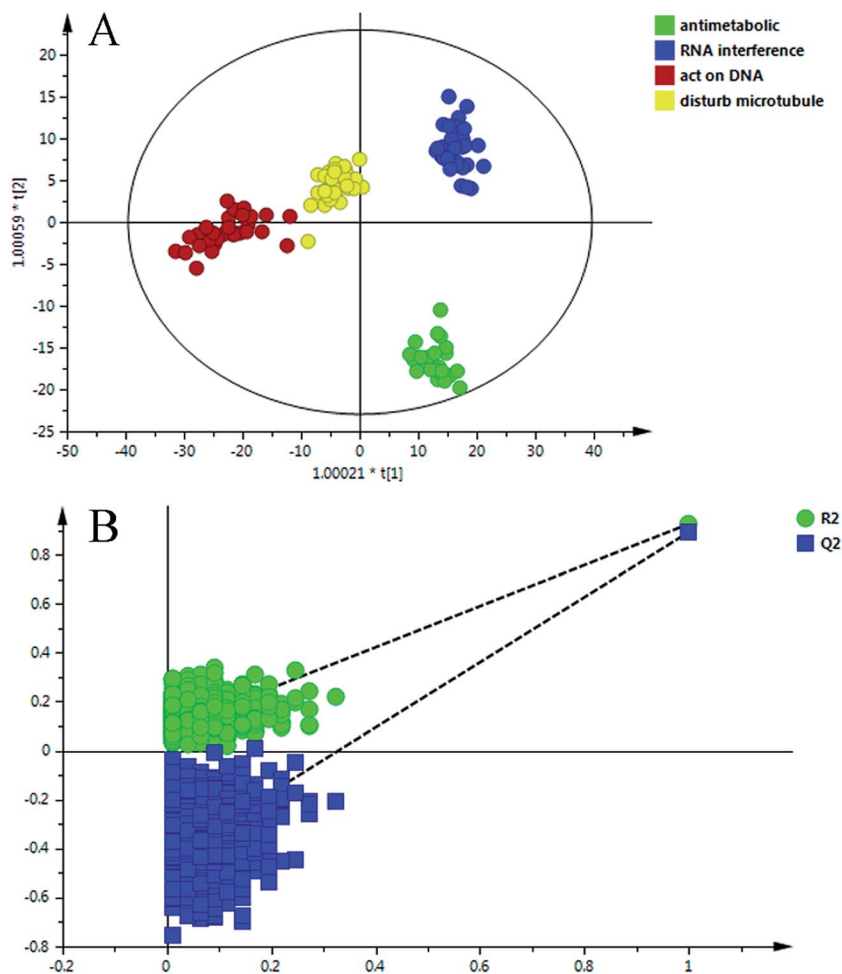 A
antimetabolic
RNA interference
act on DNA
disturb microtubule
20
15
10
5
0
-5
-10
-15
-20
-25
1.00059 * t[2]
-50 -40 -30 -20 -10 0 10 20 30 40
1.00021 * t[1]
B
R2
Q2
0.8
0.6
0.4
0.2
0
-0.2
-0.4
-0.6
-0.8
-0.2 0 0.2 0.4 0.6 0.8 1